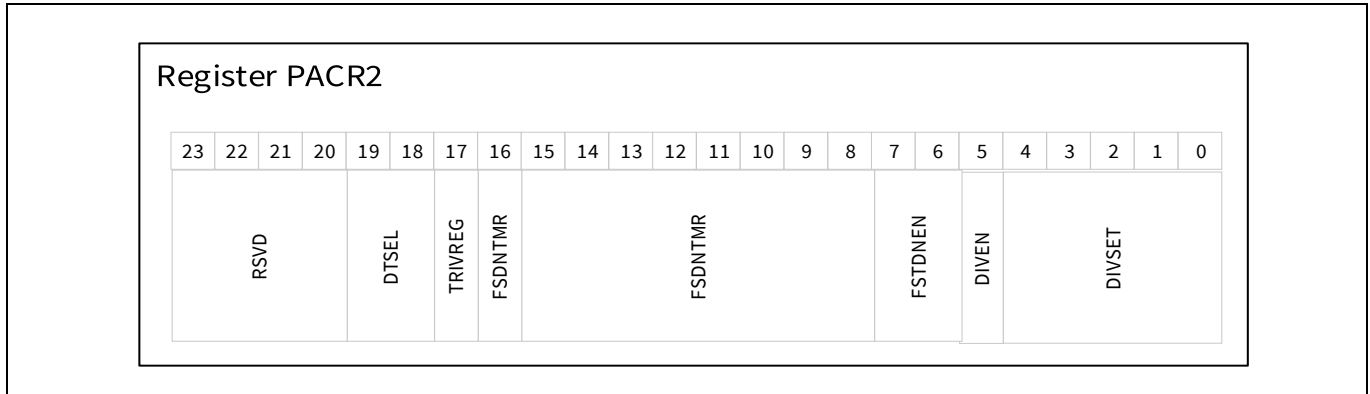 Register PACR2
23 22 21 20 19 18 17 16 15 14 13 12 11 10 9 8 7 6 5 4 3 2 1 0
RSVD DTSEL TRIVREG FSDNTMR FSDNTMR FSTDNEN DIVEN DIVSET